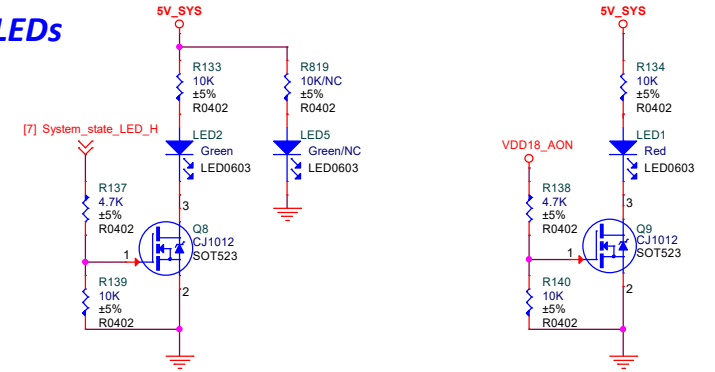 LEDs
5V_SYS
R133
10K
±5%
R0402
R819
10K/NC
±5%
R0402
[7] System_state_LED_H
LED2
Green
LED0603
LED5
Green/NC
LED0603
R137
4.7K
±5%
R0402
3
Q8
CJ1012
SOT523
1
2
R139
10K
±5%
R0402
5V_SYS
R134
10K
±5%
R0402
VDD18_AON
LED1
Red
LED0603
R138
4.7K
±5%
R0402
3
Q9
CJ1012
SOT523
1
2
R140
10K
±5%
R0402